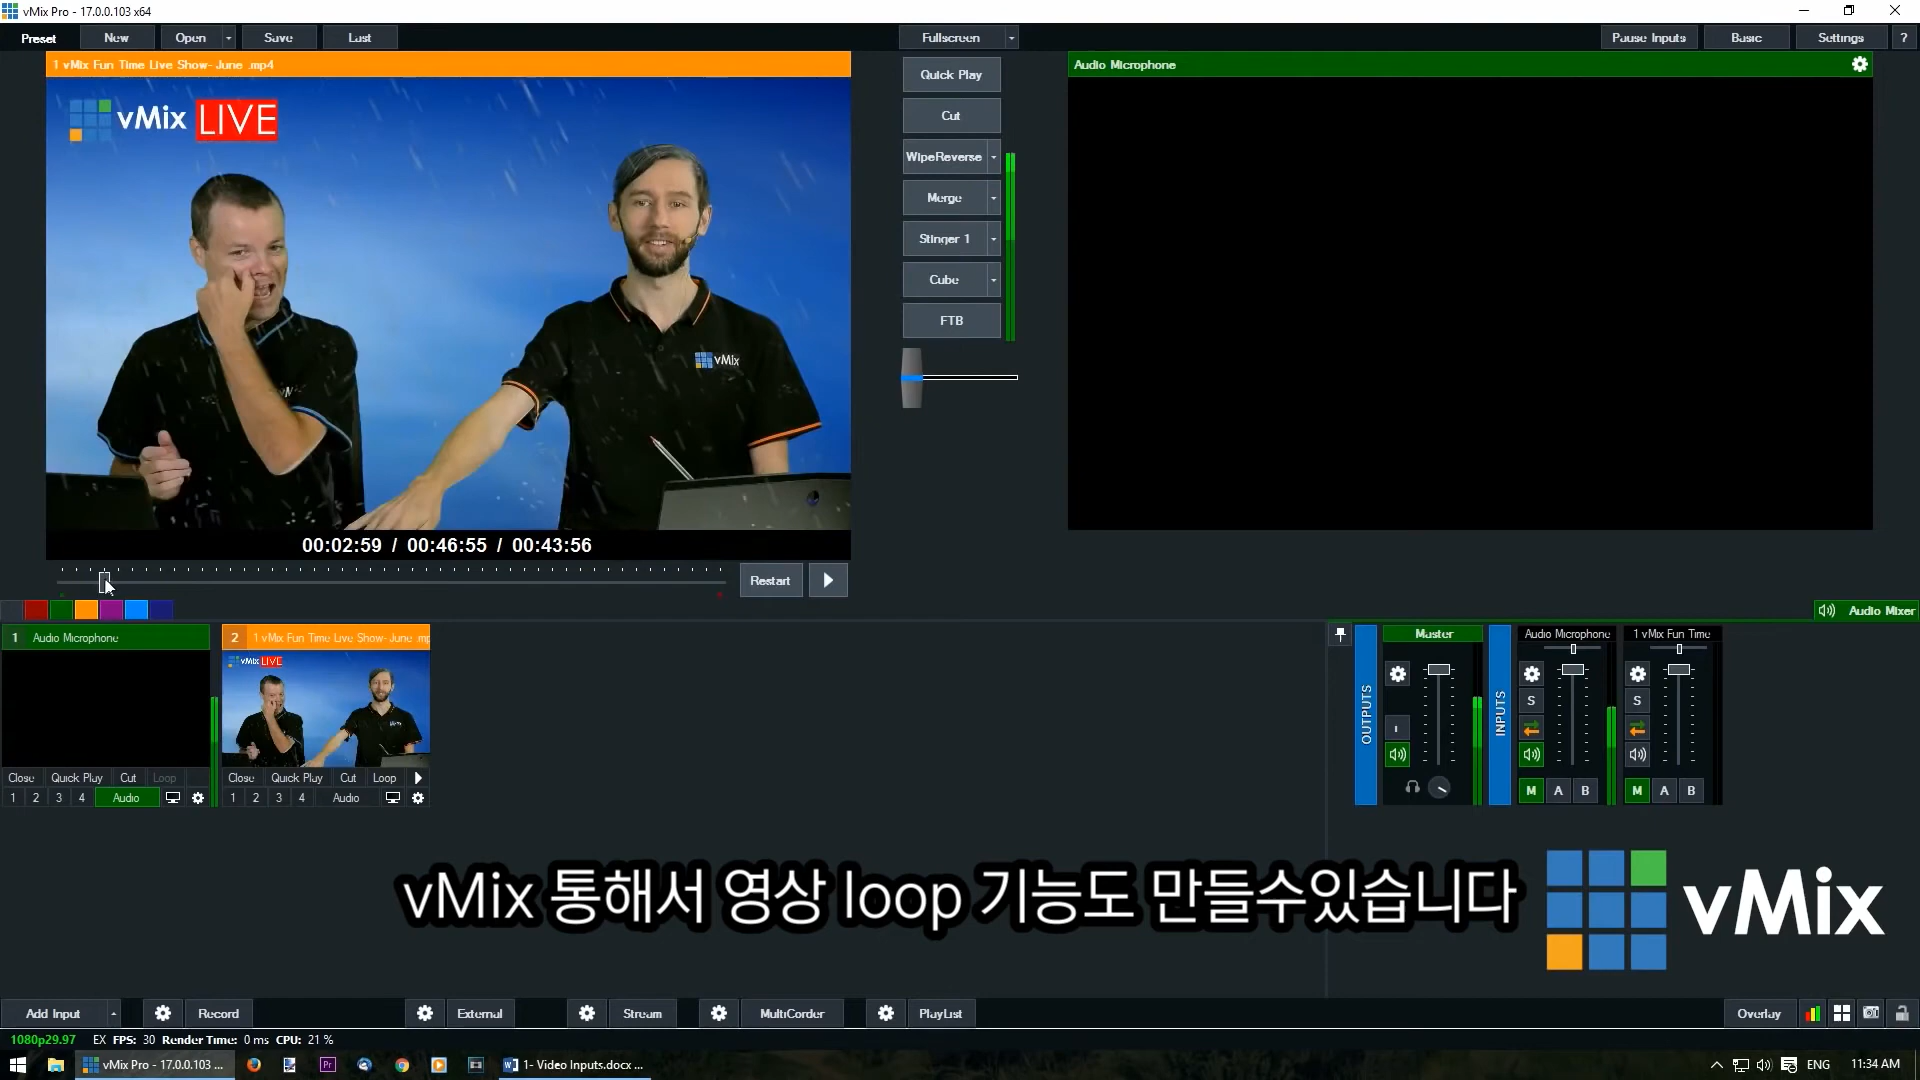 vMix Pro - 17.0.0.103 x64
Preset New Open Save Last Fullscreen Pause Inputs Basic Settings ?
1 vMix Fun Time Live Show- June .mp4
Audio Microphone
vMix LIVE
vMix
Quick Play
Cut
WipeReverse
Merge
Stinger 1
Cube
FTB
00:02:59 / 00:46:55 / 00:43:56
Restart
Audio Mixer
1 Audio Microphone
2 1 vMix Fun Time Live Show- June .mp
Close Quick Play Cut Loop
1 2 3 4 Audio
Close Quick Play Cut Loop
1 2 3 4 Audio
OUTPUTS
Master
INPUTS
Audio Microphone
S
M A B
1 vMix Fun Time
S
M A B
vMix 통해서 영상 loop 기능도 만들수있습니다
vMix
Add Input Record External Stream MultiCorder PlayList Overlay
1080p29.97 EX FPS: 30 Render Time: 0 ms CPU: 21 %
vMix Pro - 17.0.0.103 ...
Pr
1- Video Inputs.docx ...
ENG
11:34 AM